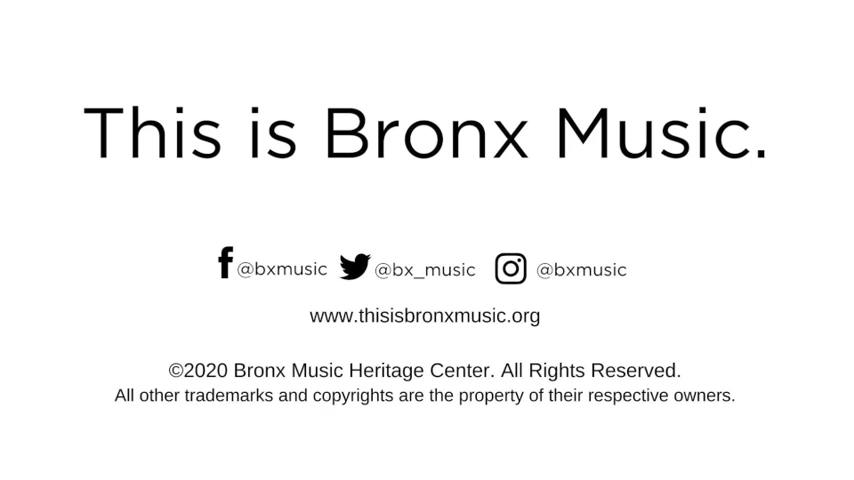 This is Bronx Music.
@bxmusic @bx_music @bxmusic
www.thisisbronxmusic.org
©2020 Bronx Music Heritage Center. All Rights Reserved.
All other trademarks and copyrights are the property of their respective owners.